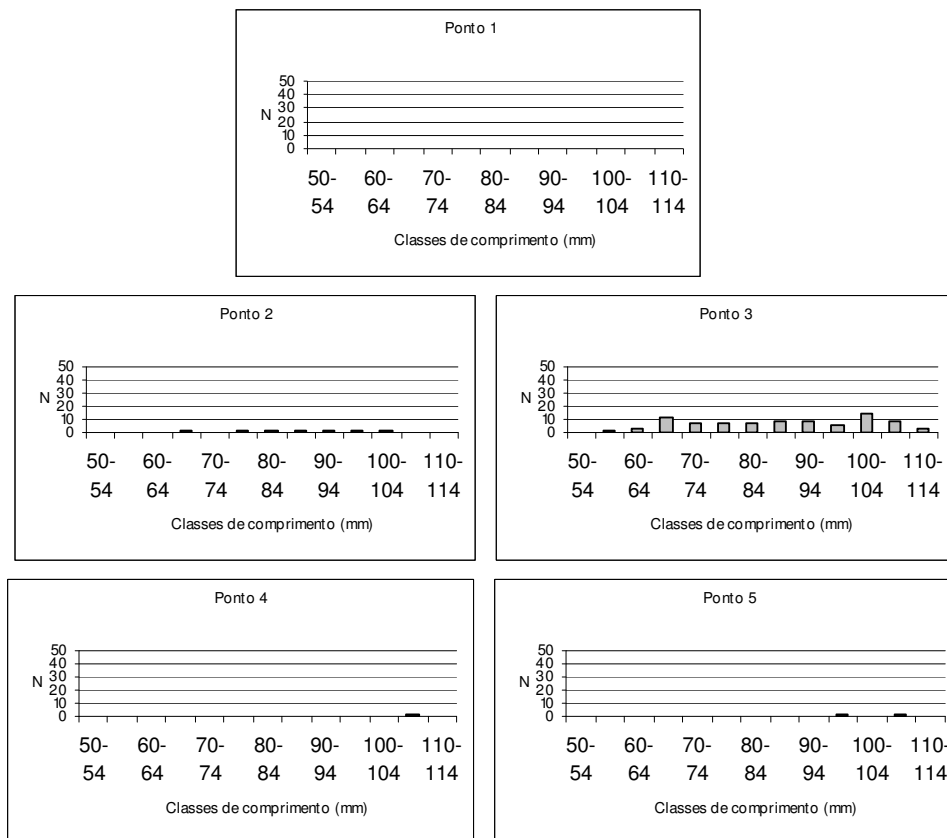 Ponto 1
50
40
30
20
10
0
N
50- 60- 70- 80- 90- 100- 110-
54 64 74 84 94 104 114
Classes de comprimento (mm)
Ponto 2
50
40
30
20
10
0
N
50- 60- 70- 80- 90- 100- 110-
54 64 74 84 94 104 114
Classes de comprimento (mm)
Ponto 3
50
40
30
20
10
0
N
50- 60- 70- 80- 90- 100- 110-
54 64 74 84 94 104 114
Classes de comprimento (mm)
Ponto 4
50
40
30
20
10
0
N
50- 60- 70- 80- 90- 100- 110-
54 64 74 84 94 104 114
Classes de comprimento (mm)
Ponto 5
50
40
30
20
10
0
N
50- 60- 70- 80- 90- 100- 110-
54 64 74 84 94 104 114
Classes de comprimento (mm)